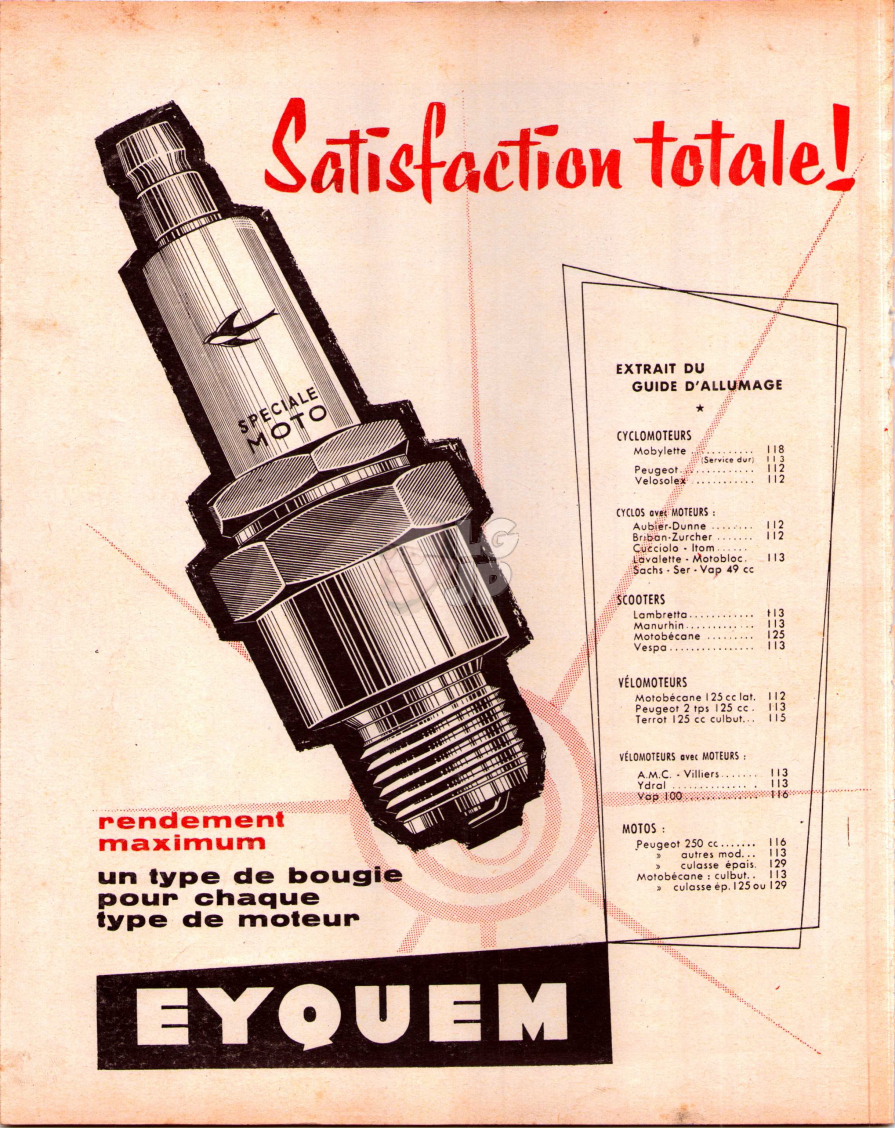 Satisfaction totale!
SPECIALE
MOTO
EXTRAIT DU
GUIDE D'ALLUMAGE
★
CYCLOMOTEURS
Mobylette .......... 118
(Service dur) 113
Peugeot ............ 112
Velosolex ........... 112
CYCLOS avec MOTEURS :
Aubier-Dunne ........ 112
Briban-Zurcher ....... 112
Cucciolo - Itom ......
Lavalette - Motobloc. 113
Sachs - Ser - Vap 49 cc
SCOOTERS
Lambretta ............ 113
Manurhin ............. 113
Motobécane ......... 125
Vespa ................ 113
VÉLOMOTEURS
Motobécane 125 cc lat. 112
Peugeot 2 tps 125 cc . 113
Terrot 125 cc culbut... 115
VÉLOMOTEURS avec MOTEURS :
A.M.C. - Villiers ....... 113
Ydral .............. . 113
Vap 100 .............. 116
MOTOS :
Peugeot 250 cc ....... 116
» autres mod... 113
» culasse épais. 129
Motobécane : culbut.. 113
» culasse ép. 125 ou 129
LG
JB
rendement
maximum
un type de bougie
pour chaque
type de moteur
EYQUEM